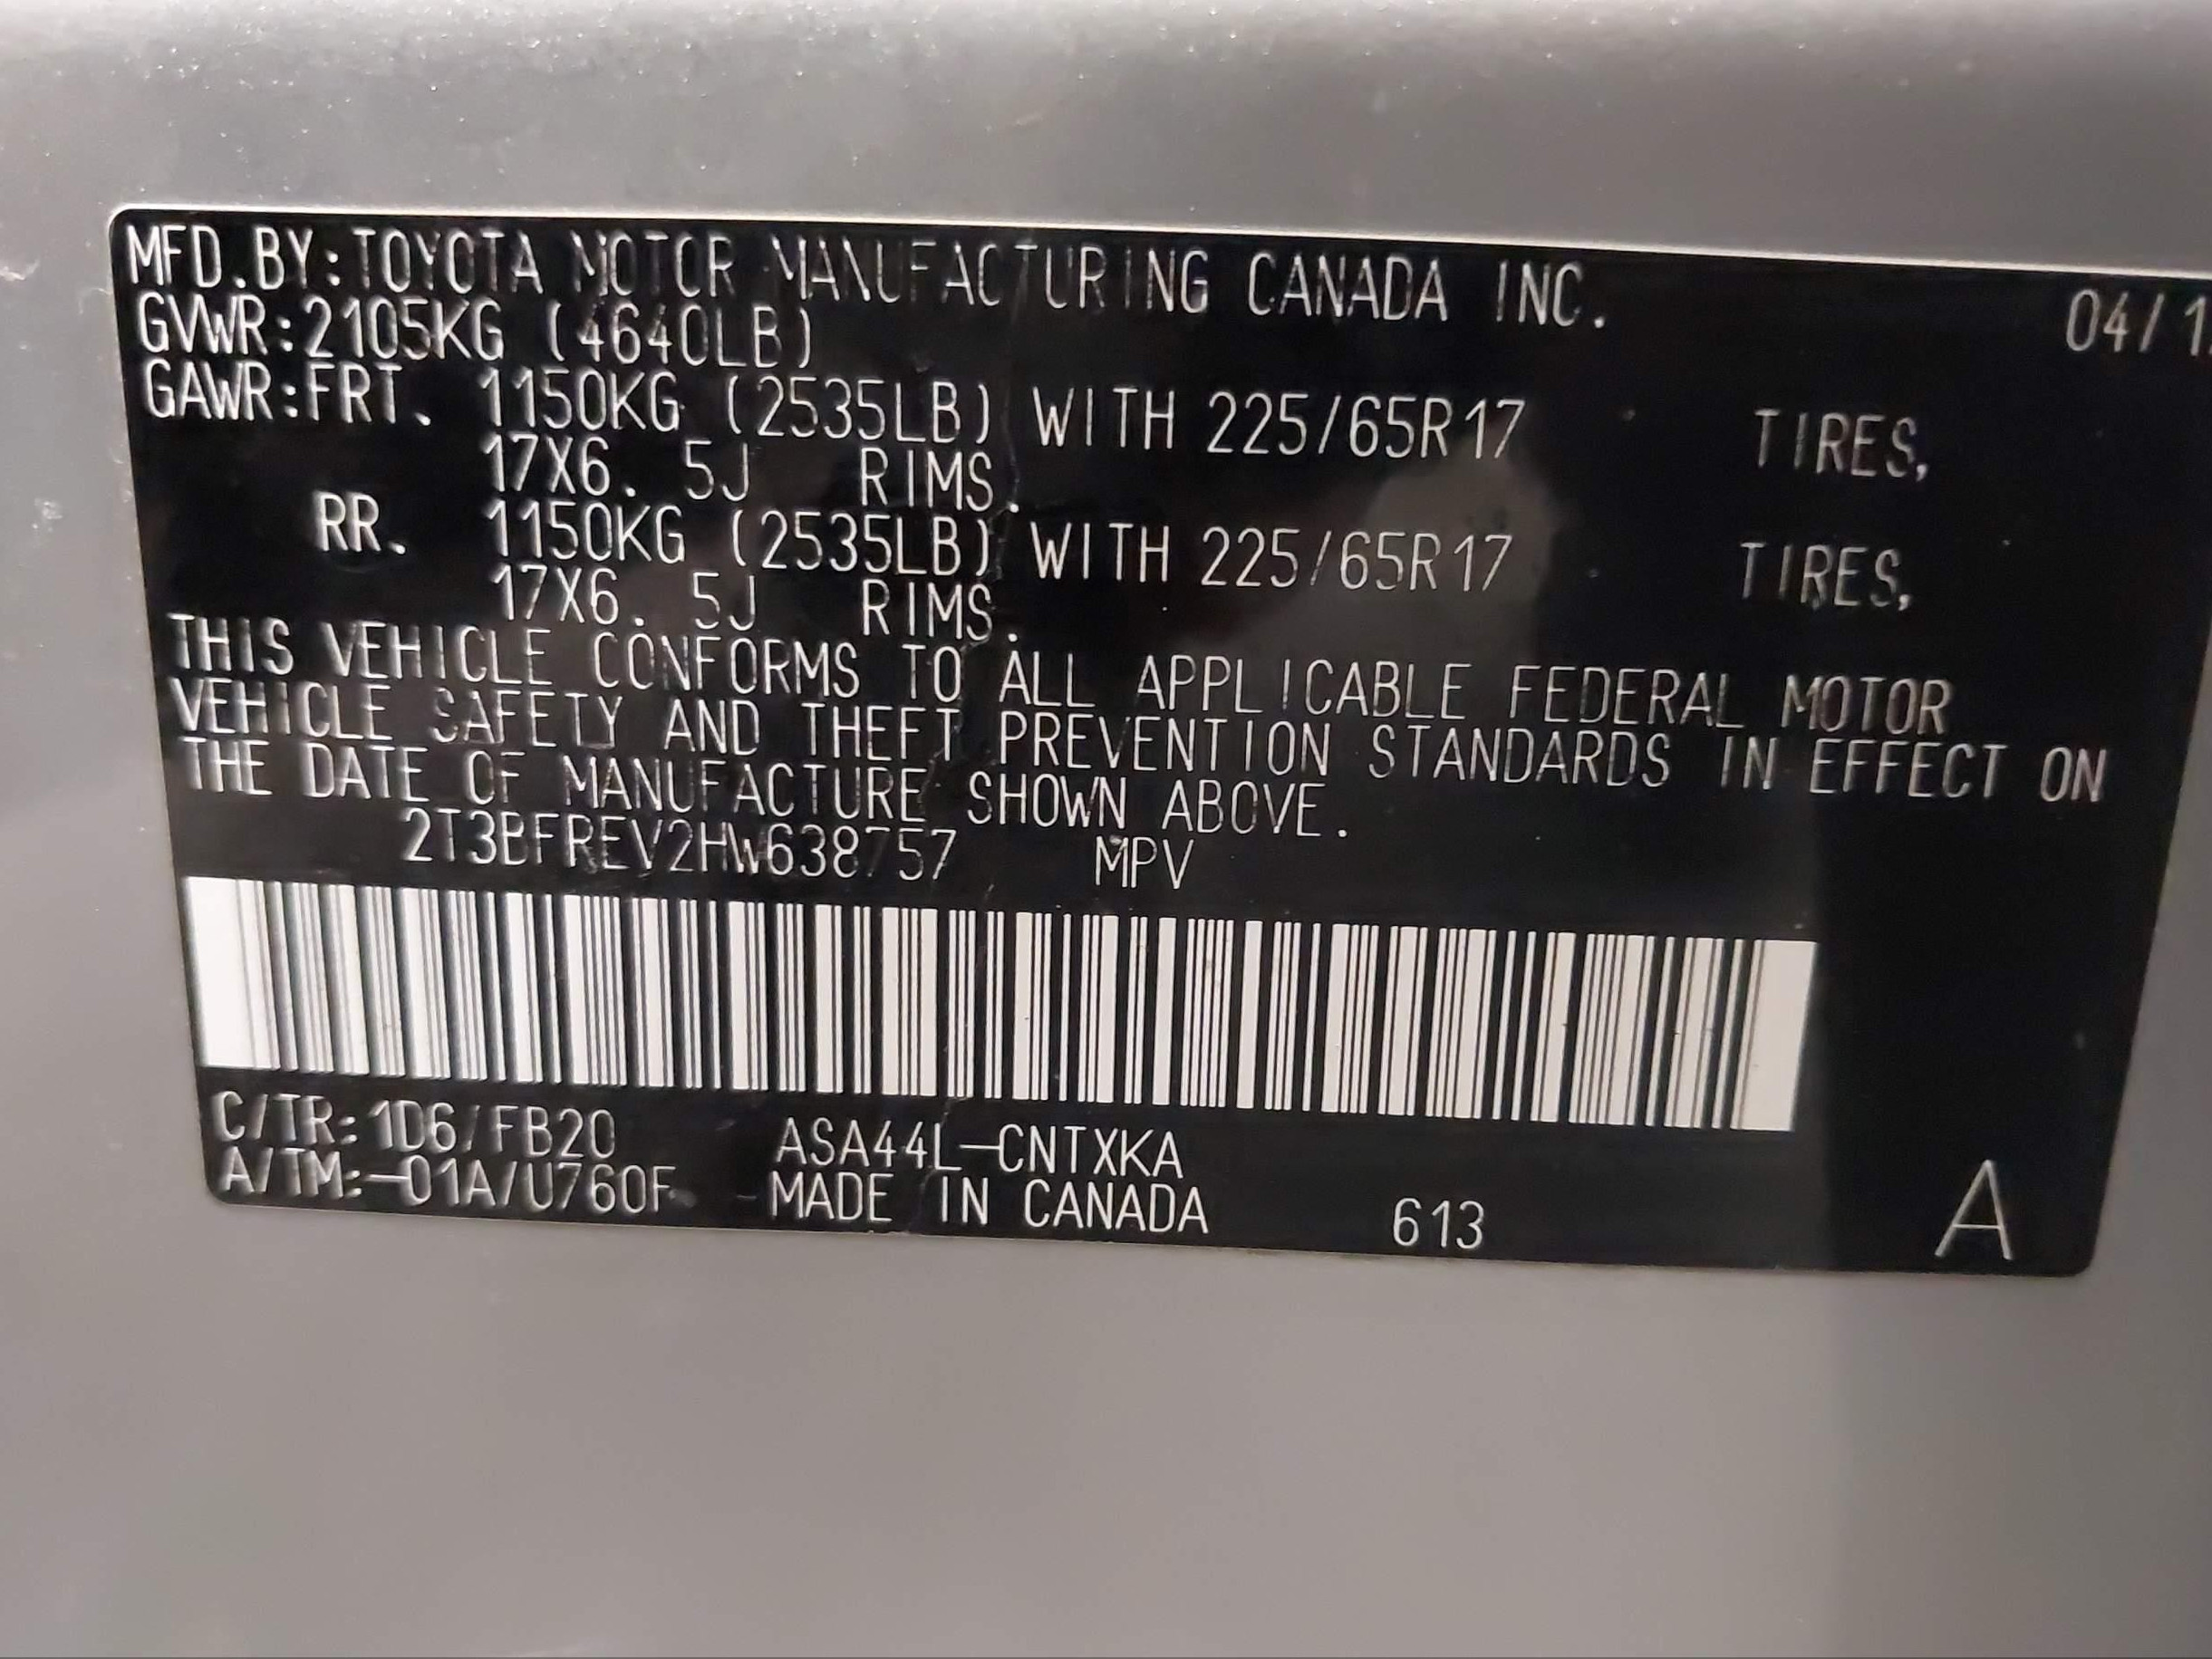 MFD.BY:TOYOTA MOTOR MANUFACTURING CANADA INC. 04/1
GVWR:2105KG (4640LB)
GAWR:FRT. 1150KG (2535LB) WITH 225/65R17 TIRES,
17X6. 5J RIMS.
RR. 1150KG (2535LB) WITH 225/65R17 TIRES,
17X6. 5J RIMS.
THIS VEHICLE CONFORMS TO ALL APPLICABLE FEDERAL MOTOR
VEHICLE SAFETY AND THEFT PREVENTION STANDARDS IN EFFECT ON
THE DATE OF MANUFACTURE SHOWN ABOVE.
2T3BFREV2HW638757 MPV
C/TR:1D6/FB20 ASA44L-CNTXKA
A/TM:-01A/U760F MADE IN CANADA 613 A